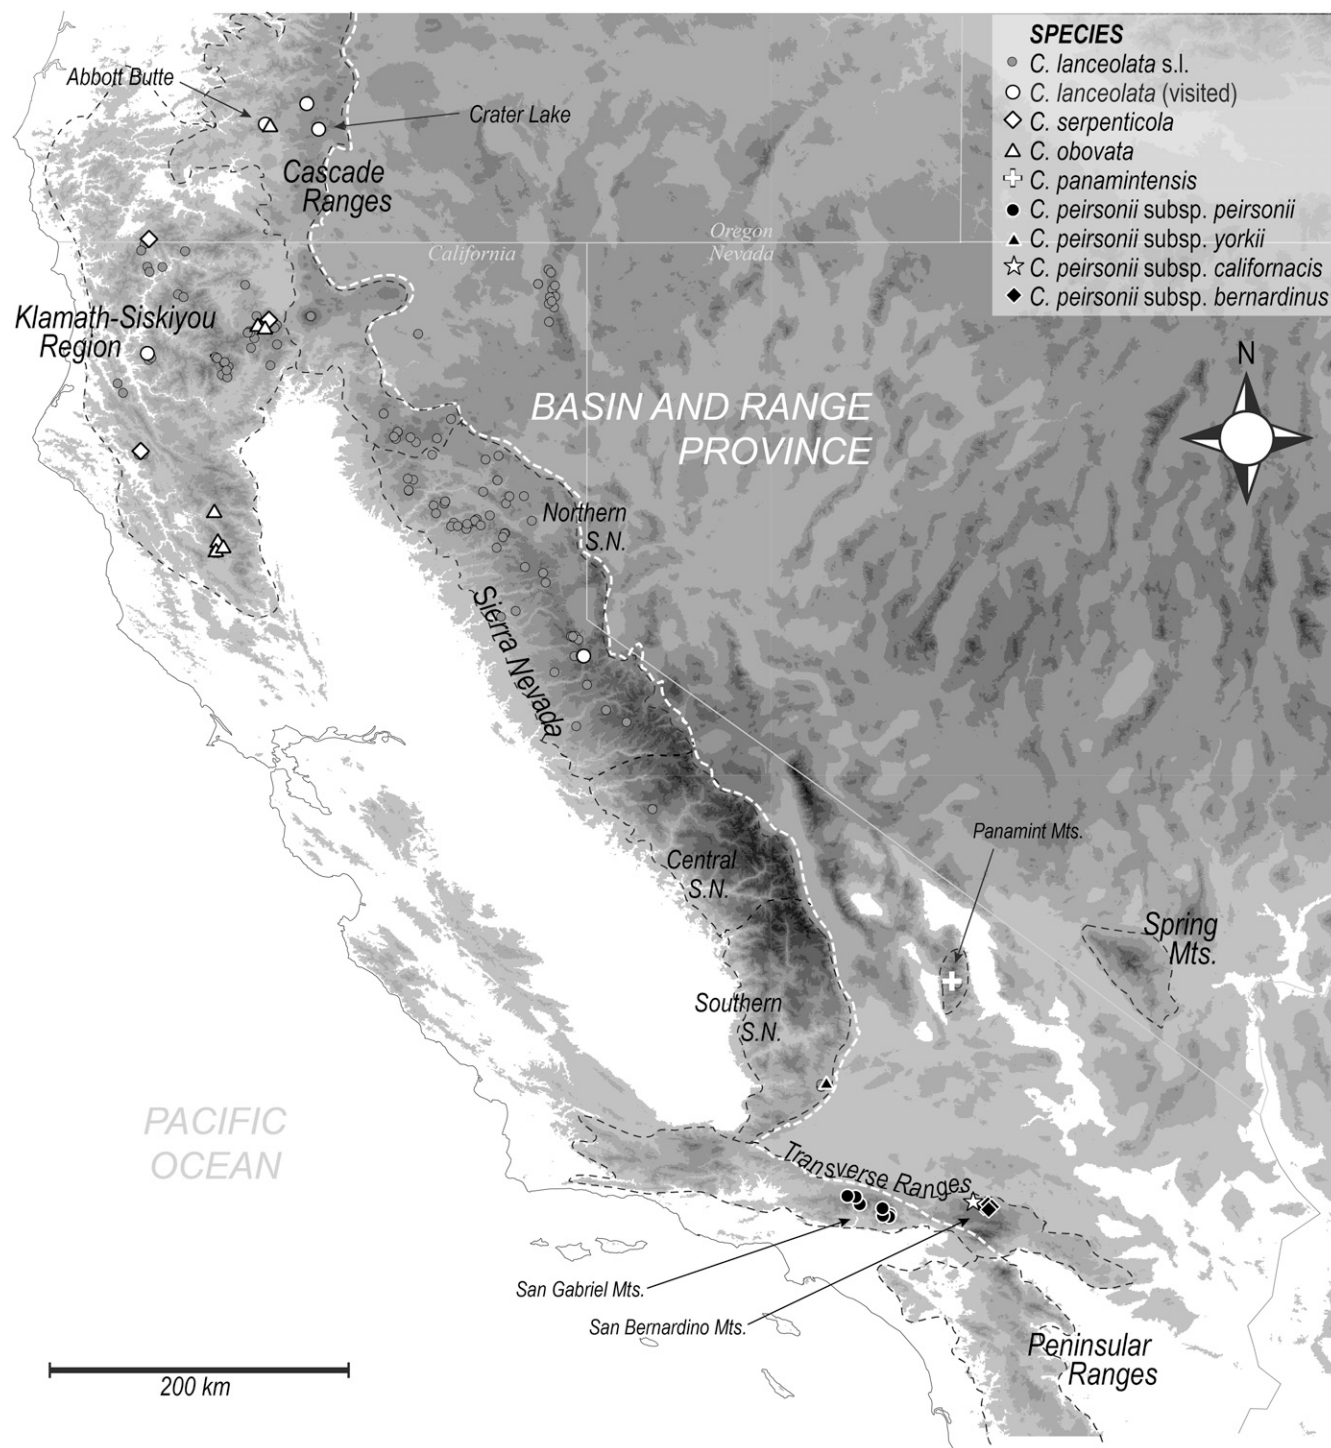 SPECIES
C. lanceolata s.l.
C. lanceolata (visited)
C. serpenticola
C. obovata
C. panamintensis
C. peirsonii subsp. peirsonii
C. peirsonii subsp. yorkii
C. peirsonii subsp. californacis
C. peirsonii subsp. bernardinus
Abbott Butte
Crater Lake
Cascade
Ranges
Oregon
California
Nevada
Klamath-Siskiyou
Region
N
BASIN AND RANGE
PROVINCE
Northern
S.N.
Sierra Nevada
Panamint Mts.
Central
S.N.
Spring
Mts.
Southern
S.N.
PACIFIC
OCEAN
Transverse Ranges
San Gabriel Mts.
San Bernardino Mts.
Peninsular
Ranges
200 km